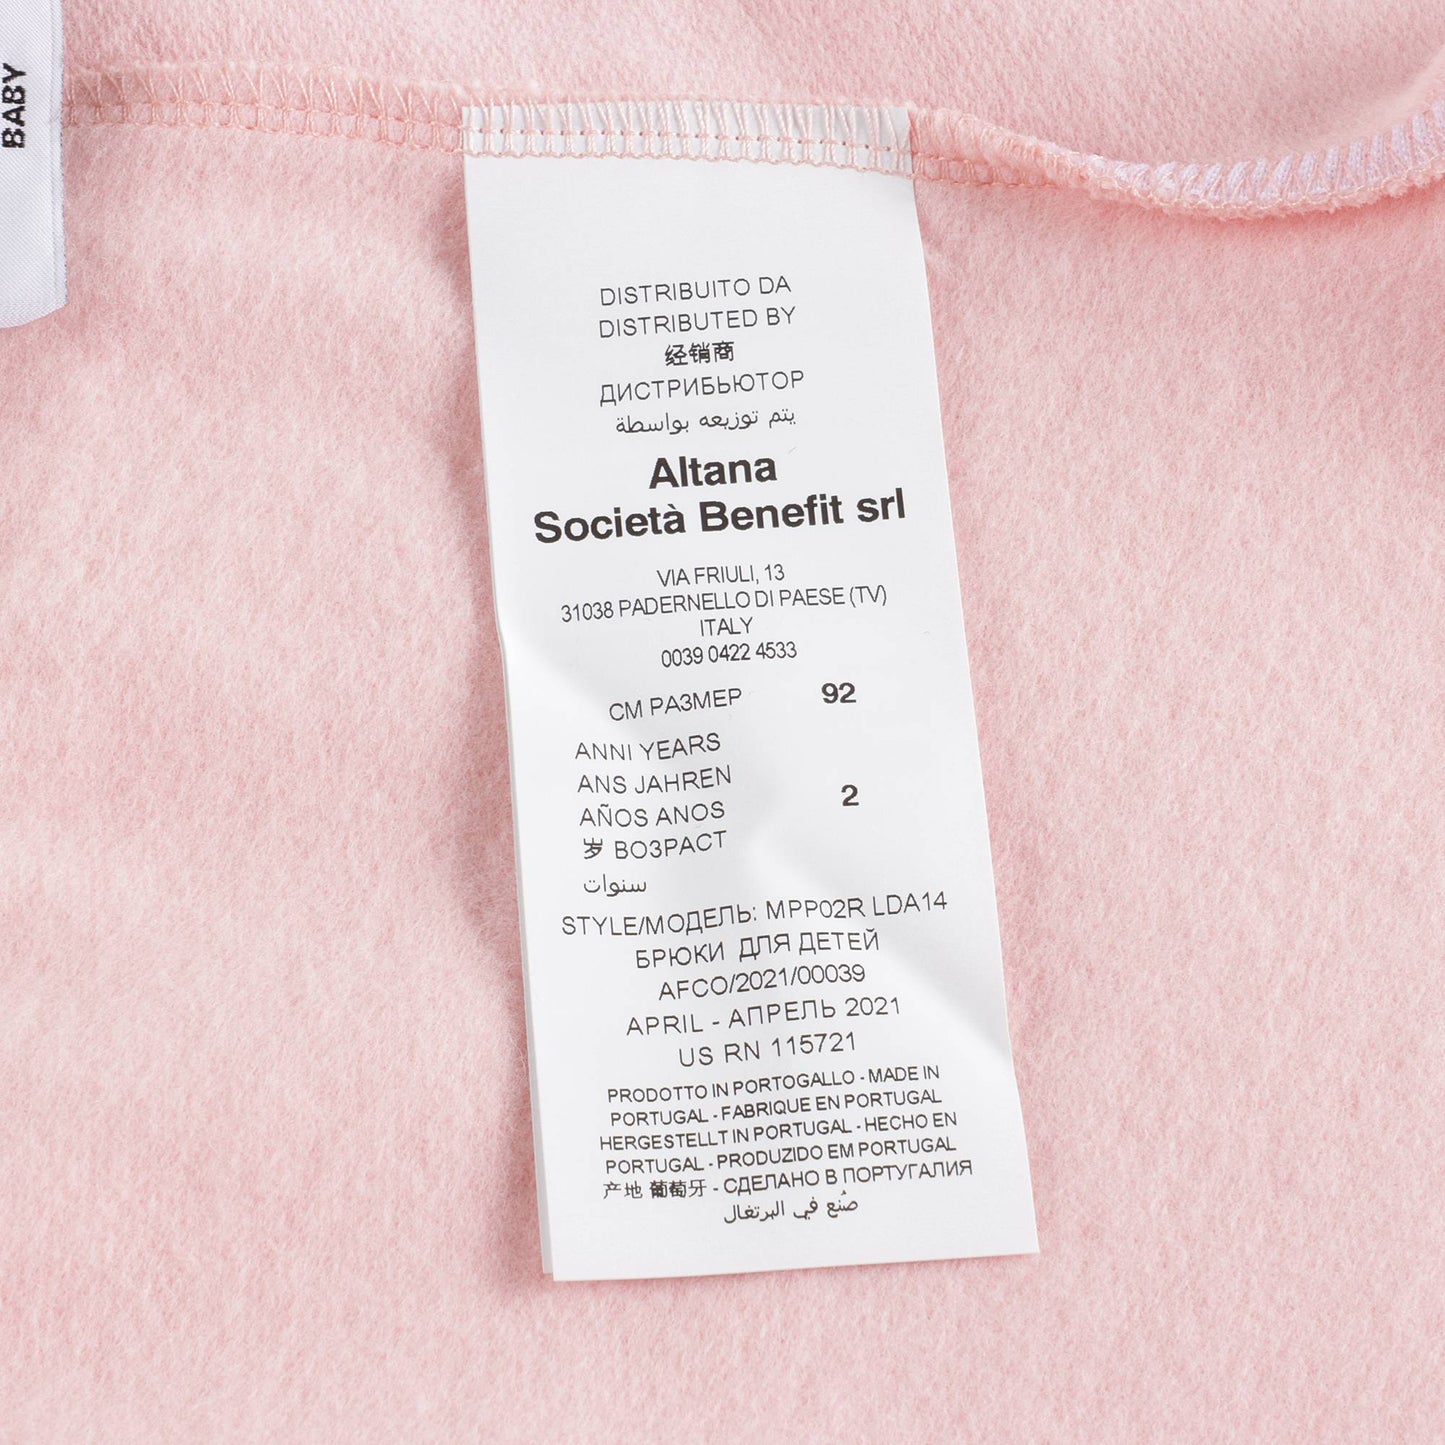 BABY
DISTRIBUITO DA
DISTRIBUTED BY
经销商
ДИСТРИБЬЮТОР
يتم توزيعه بواسطة
Altana
Società Benefit srl
VIA FRIULI, 13
31038 PADERNELLO DI PAESE (TV)
ITALY
0039 0422 4533
СМ РАЗМЕР 92
ANNI YEARS
ANS JAHREN
AÑOS ANOS 2
岁 ВОЗРАСТ
سنوات
STYLE/МОДЕЛЬ: MPP02R LDA14
БРЮКИ ДЛЯ ДЕТЕЙ
AFCO/2021/00039
APRIL - АПРЕЛЬ 2021
US RN 115721
PRODOTTO IN PORTOGALLO - MADE IN
PORTUGAL - FABRIQUE EN PORTUGAL
HERGESTELLT IN PORTUGAL - HECHO EN
PORTUGAL - PRODUZIDO EM PORTUGAL
产地 葡萄牙 - СДЕЛАНО В ПОРТУГАЛИЯ
صُنع في البرتغال